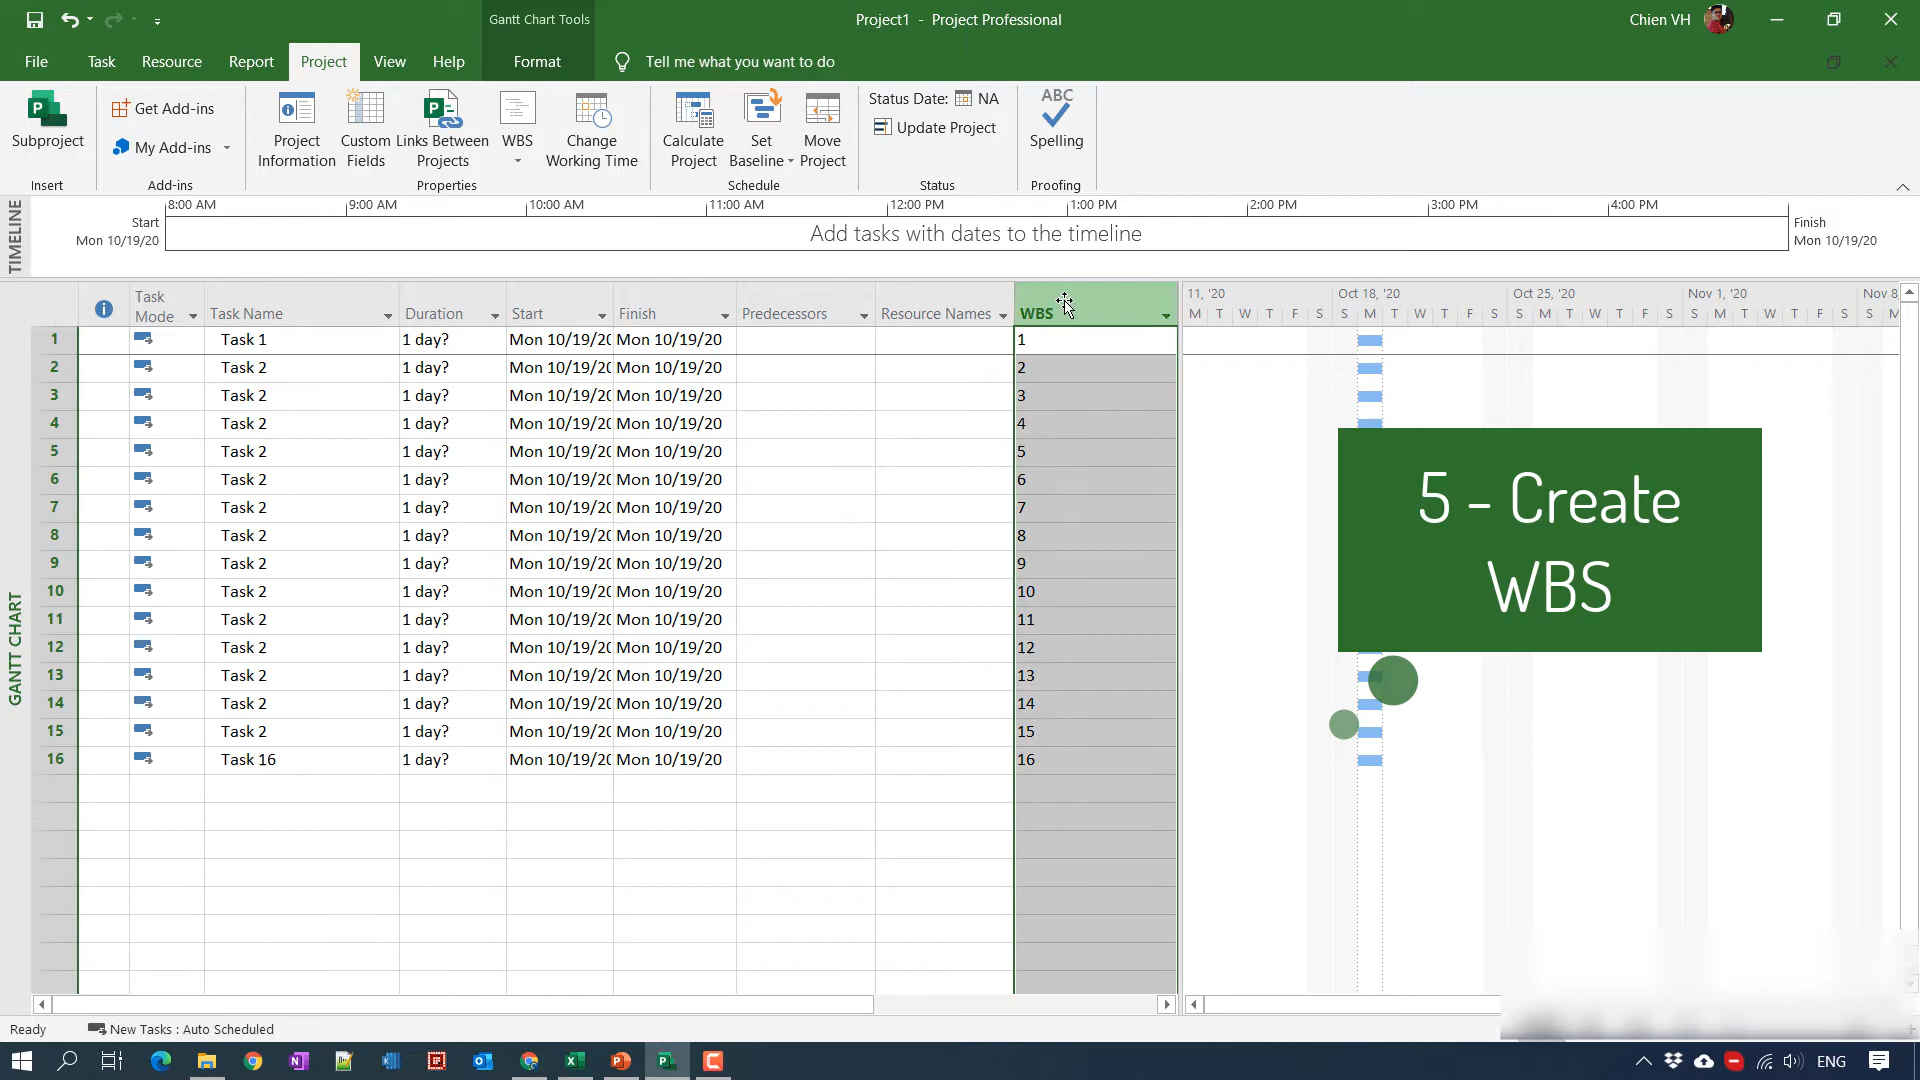 Gantt Chart Tools
Project1 - Project Professional
Chien VH
File Task Resource Report Project View Help Format Tell me what you want to do
Subproject
Get Add-ins
My Add-ins
Project Information
Custom Fields
Links Between Projects
WBS
Change Working Time
Calculate Project
Set Baseline
Move Project
Status Date: NA
Update Project
ABC
Spelling
Insert Add-ins Properties Schedule Status Proofing
TIMELINE
8:00 AM 9:00 AM 10:00 AM 11:00 AM 12:00 PM 1:00 PM 2:00 PM 3:00 PM 4:00 PM
Start
Mon 10/19/20
Add tasks with dates to the timeline
Finish
Mon 10/19/20
GANTT CHART
Task Mode Task Name Duration Start Finish Predecessors Resource Names WBS
11, '20 Oct 18, '20 Oct 25, '20 Nov 1, '20 Nov 8
M T W T F S S M T W T F S S M T W T F S S M T W T F S S M
1 Task 1 1 day? Mon 10/19/20 Mon 10/19/20 1
2 Task 2 1 day? Mon 10/19/20 Mon 10/19/20 2
3 Task 2 1 day? Mon 10/19/20 Mon 10/19/20 3
4 Task 2 1 day? Mon 10/19/20 Mon 10/19/20 4
5 Task 2 1 day? Mon 10/19/20 Mon 10/19/20 5
6 Task 2 1 day? Mon 10/19/20 Mon 10/19/20 6
7 Task 2 1 day? Mon 10/19/20 Mon 10/19/20 7
8 Task 2 1 day? Mon 10/19/20 Mon 10/19/20 8
9 Task 2 1 day? Mon 10/19/20 Mon 10/19/20 9
10 Task 2 1 day? Mon 10/19/20 Mon 10/19/20 10
11 Task 2 1 day? Mon 10/19/20 Mon 10/19/20 11
12 Task 2 1 day? Mon 10/19/20 Mon 10/19/20 12
13 Task 2 1 day? Mon 10/19/20 Mon 10/19/20 13
14 Task 2 1 day? Mon 10/19/20 Mon 10/19/20 14
15 Task 2 1 day? Mon 10/19/20 Mon 10/19/20 15
16 Task 16 1 day? Mon 10/19/20 Mon 10/19/20 16
5 - Create
WBS
Ready New Tasks : Auto Scheduled
ENG